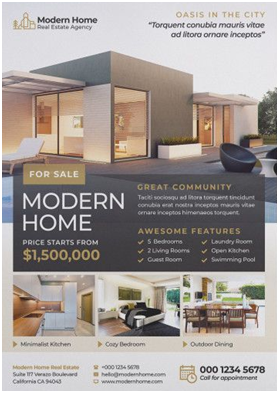 Modern Home
Real Estate Agency
OASIS IN THE CITY
"Torquent conubia mauris vitae
ad litora ornare inceptos"
FOR SALE
MODERN
HOME
PRICE STARTS FROM
$1,500,000
GREAT COMMUNITY
Taciti sociosqu ad litora torquent tincidunt
conubia erat nostra inceptos mauris vitae
ornare inceptos himenaeos torquent.
AWESOME FEATURES
5 Bedrooms
Laundry Room
2 Living Rooms
Open Kitchen
Guest Room
Swimming Pool
Minimalist Kitchen
Cozy Bedroom
Outdoor Dining
Modern Home Real Estate
Suite 117 Verazo Boulevard
California CA 94043
+000 1234 5678
hello@modernhome.com
www.modernhome.com
000 1234 5678
Call for appointment